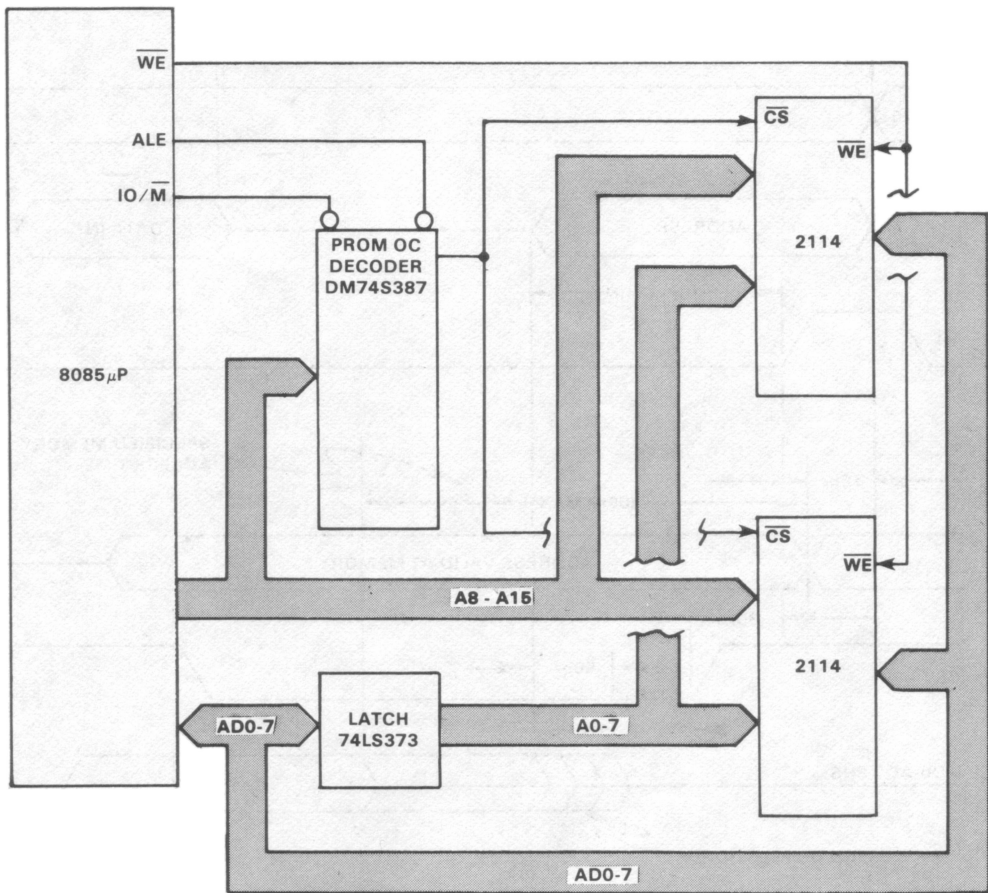 WE
ALE
IO/M
8085μP
PROM OC
DECODER
DM74S387
CS
WE
2114
CS
WE
2114
A8 - A15
AD0-7
LATCH
74LS373
A0-7
AD0-7